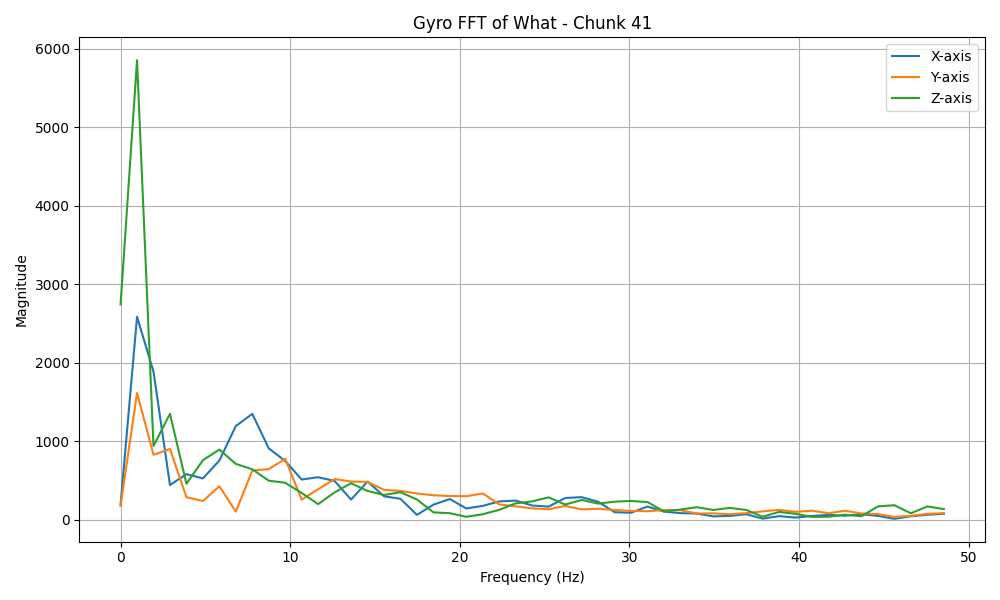 Gyro FFT of What - Chunk 41
X-axis
Y-axis
Z-axis
6000
5000
4000
3000
2000
1000
0
Magnitude
0 10 20 30 40 50
Frequency (Hz)